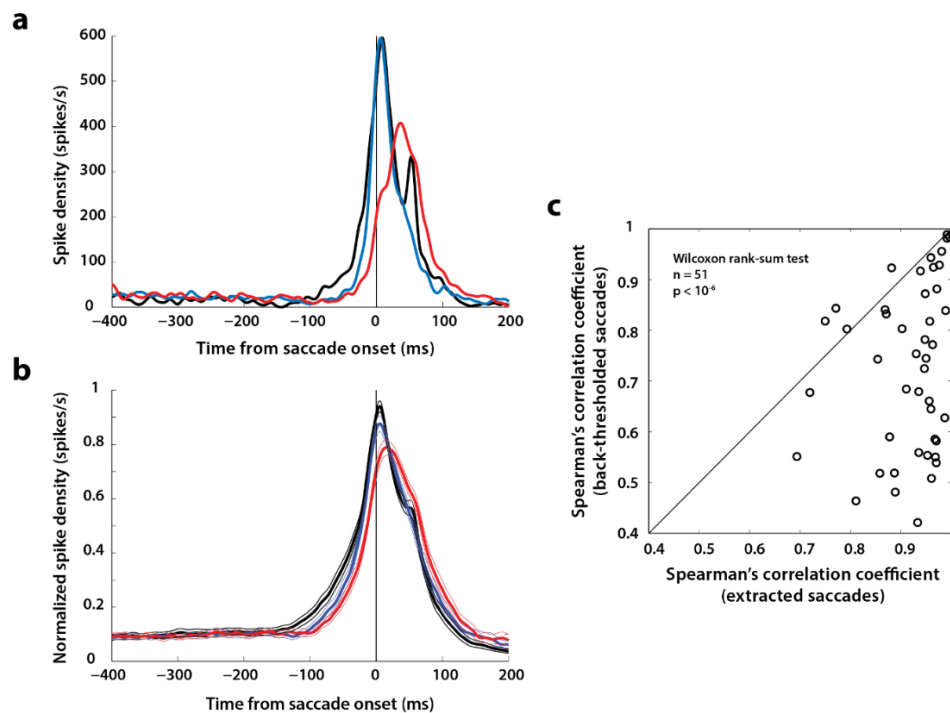 a
600
500
400
300
200
100
0
Spike density (spikes/s)
−400
−300
−200
−100
0
100
200
Time from saccade onset (ms)
b
1
0.8
0.6
0.4
0.2
0
Normalized spike density (spikes/s)
−400
−300
−200
−100
0
100
200
Time from saccade onset (ms)
c
1
0.9
0.8
0.7
0.6
0.5
0.4
Spearman’s correlation coefficient
(back-thresholded saccades)
Wilcoxon rank-sum test
n = 51
p < 10⁻⁶
0.4
0.5
0.6
0.7
0.8
0.9
Spearman’s correlation coefficient
(extracted saccades)